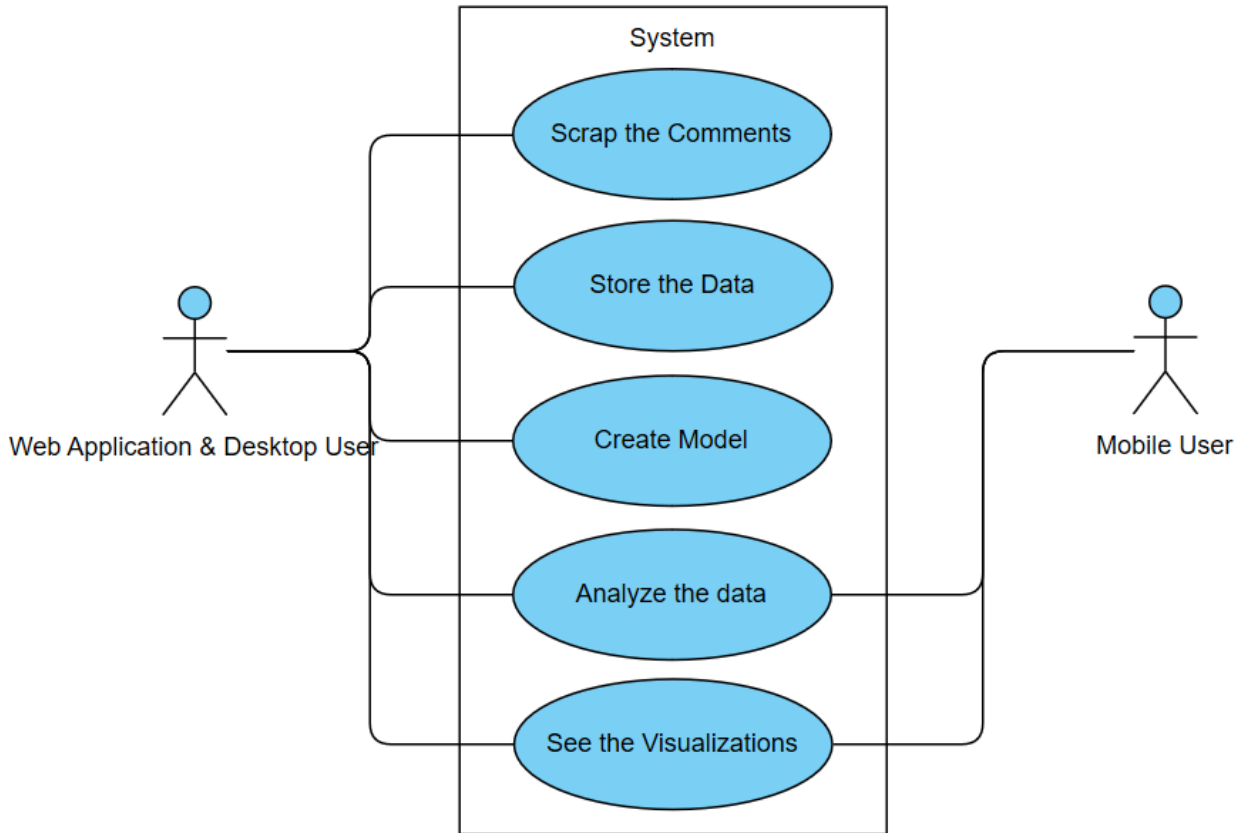 System
Scrap the Comments
Store the Data
Create Model
Web Application & Desktop User
Mobile User
Analyze the data
See the Visualizations